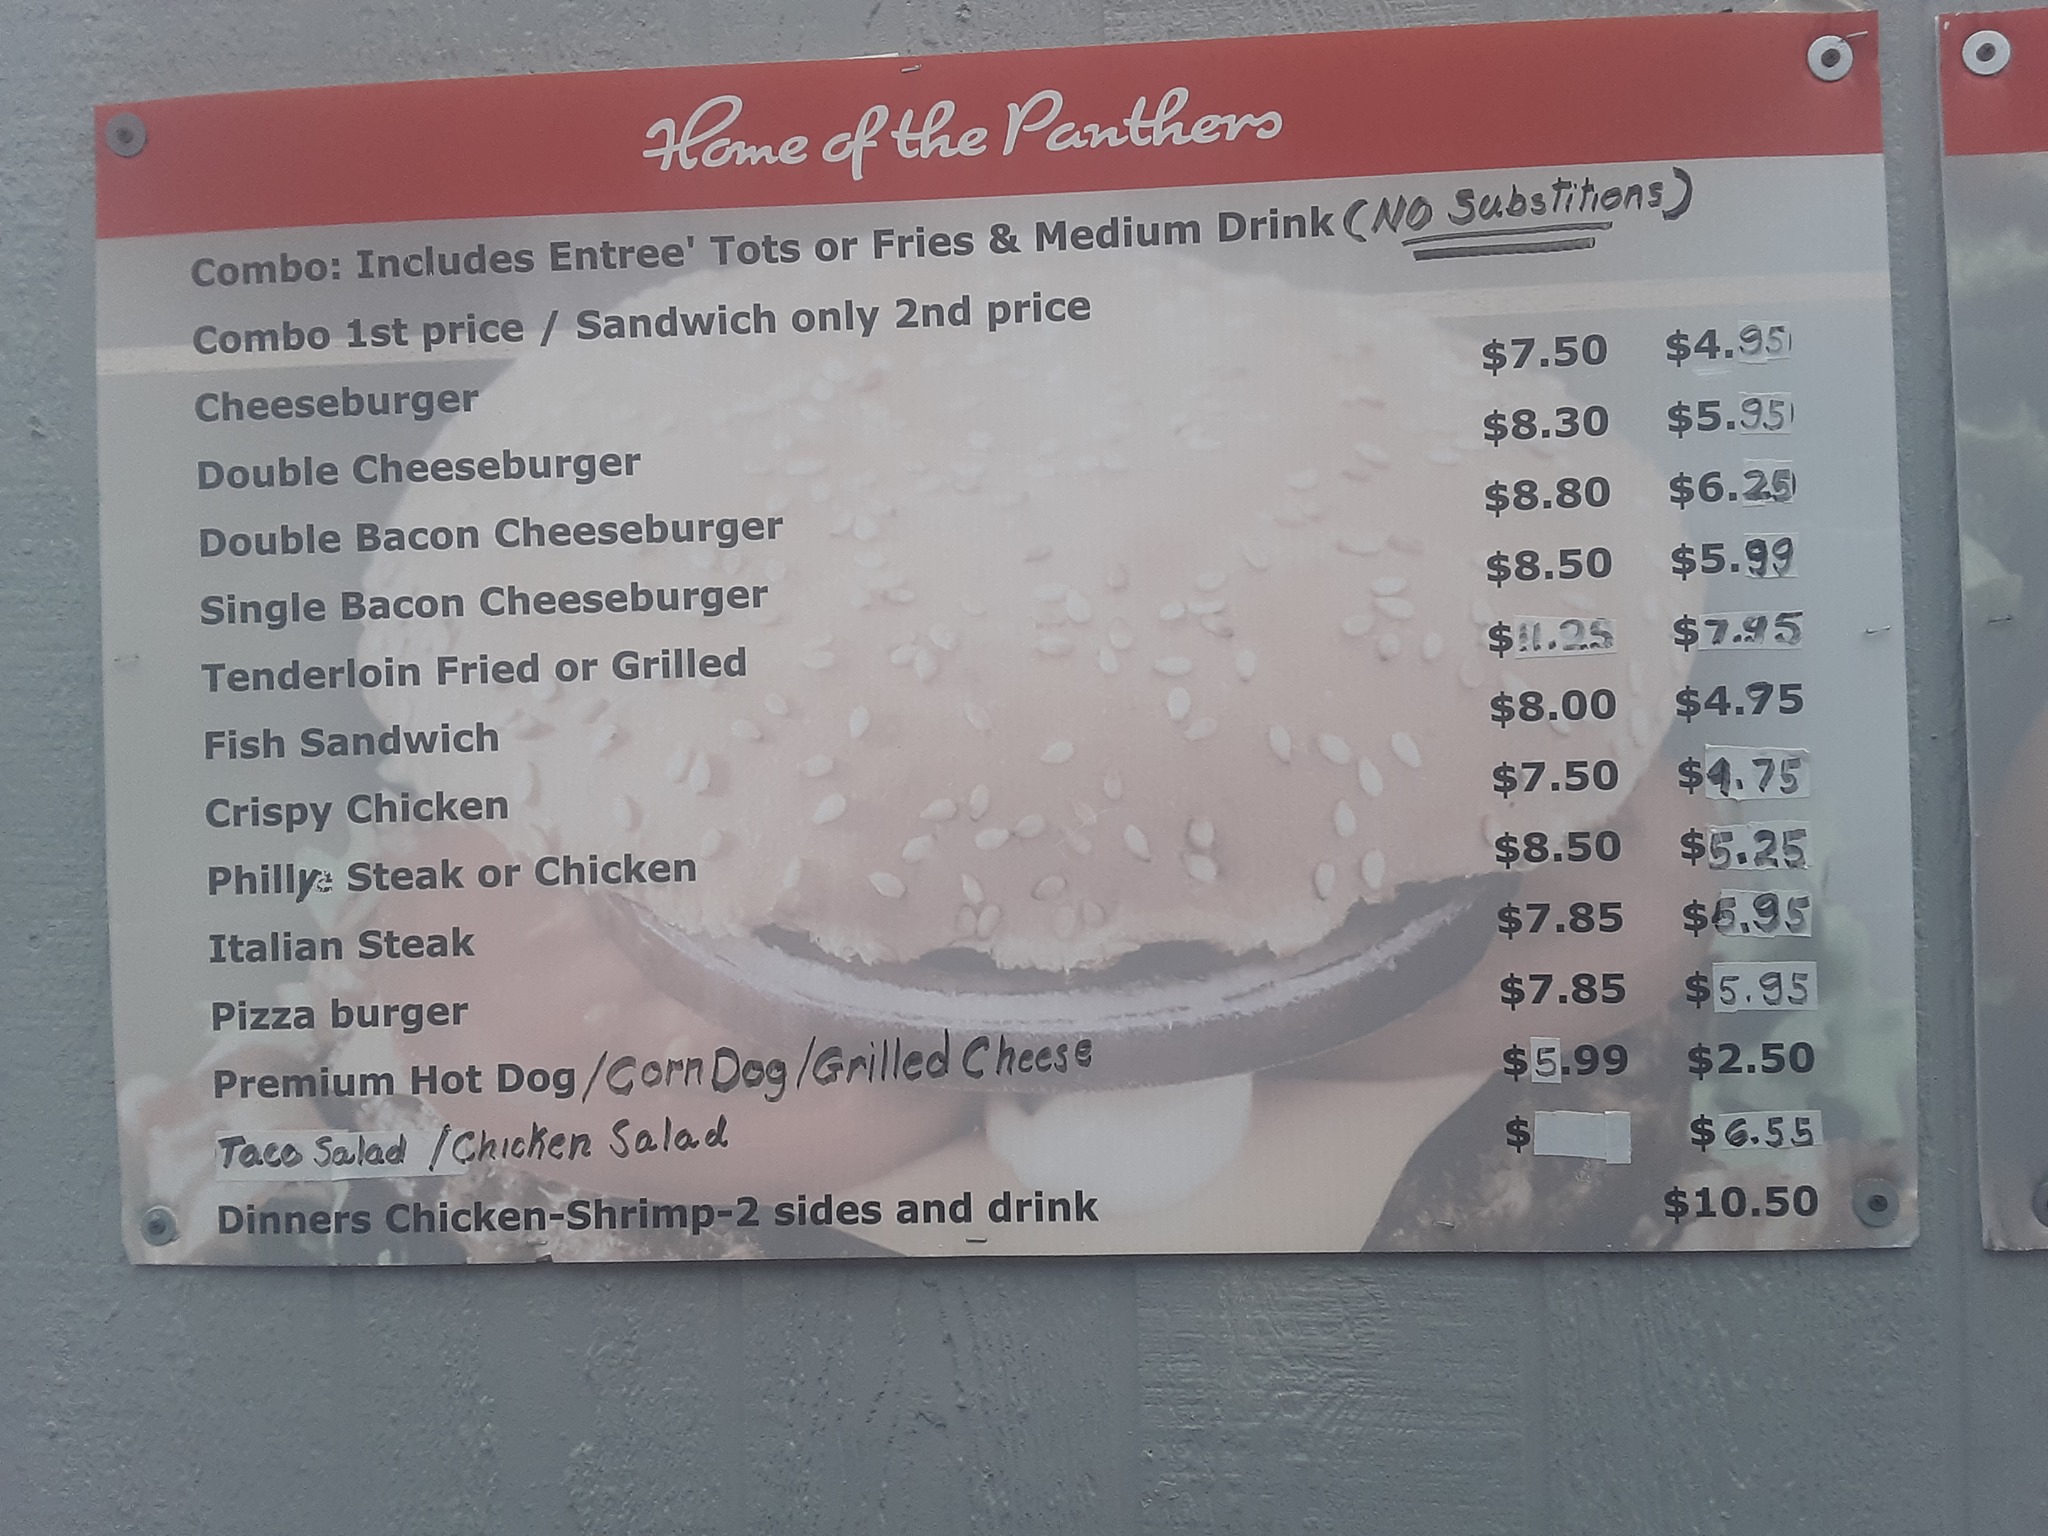 Home of the Panthers
Combo: Includes Entree' Tots or Fries & Medium Drink (NO Substitions)
Combo 1st price / Sandwich only 2nd price
Cheeseburger $7.50 $4.95
Double Cheeseburger $8.30 $5.95
Double Bacon Cheeseburger $8.80 $6.25
Single Bacon Cheeseburger $8.50 $5.99
Tenderloin Fried or Grilled $11.25 $7.95
Fish Sandwich $8.00 $4.75
Crispy Chicken $7.50 $4.75
Philly Steak or Chicken $8.50 $5.25
Italian Steak $7.85 $5.95
Pizza burger $7.85 $5.95
Premium Hot Dog/Corn Dog/Grilled Cheese $5.99 $2.50
Taco Salad /Chicken Salad $ $6.55
Dinners Chicken-Shrimp-2 sides and drink $10.50